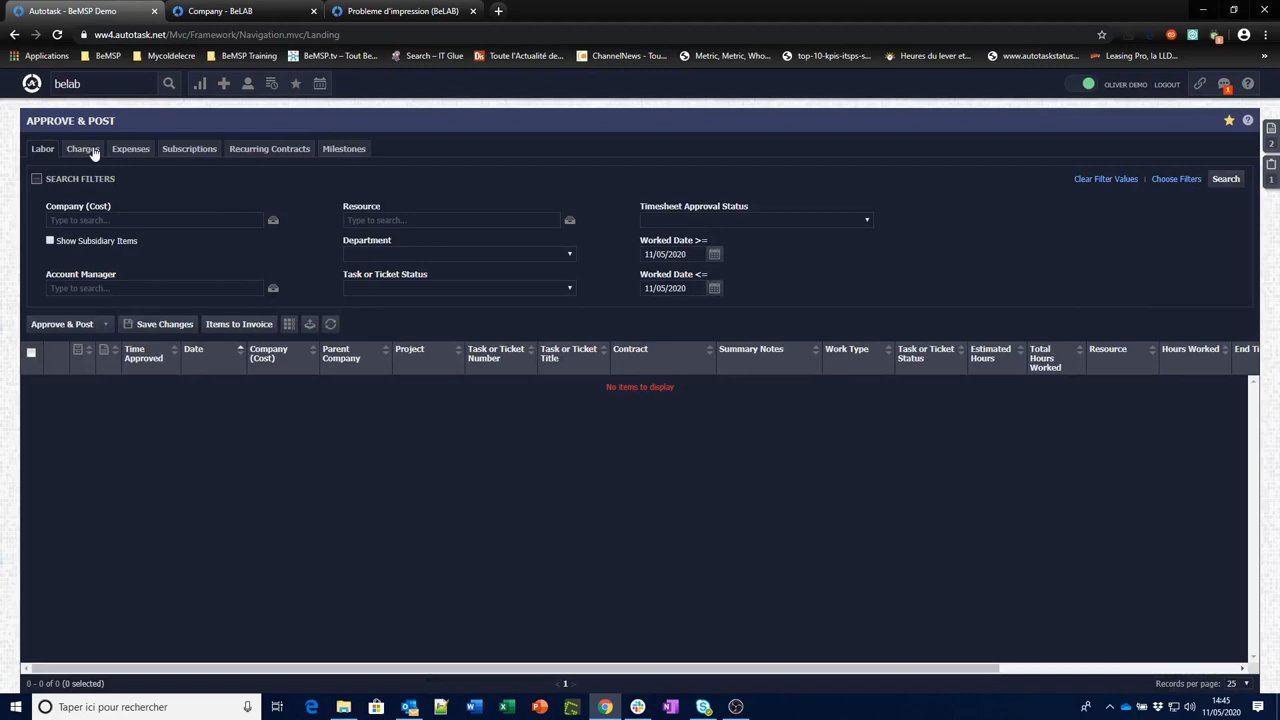 Autotask - BeMSP Demo
Company - BeLAB
Probleme d'impression (BeLAB)
ww4.autotask.net/Mvc/Framework/Navigation.mvc/Landing
Applications
BeMSP
Mycoldelcre
BeMSP Training
BeMSP.tv – Bienven...
Search – IT Glue
Toute l'Actualité de...
ChannelNews – Tou...
Metric, Metric, Who...
top-10-kpis-itsps-s...
Heures du lever et...
www.autotaskstatus...
Leasing Pro, la LLD...
belab
OLIVER DEMO
LOGOUT
1
APPROVE & POST
2
Labor
Charges
Expenses
Subscriptions
Recurring Contracts
Milestones
1
SEARCH FILTERS
Clear Filter Values
Choose Filters
Search
Company (Cost)
Resource
Timesheet Approval Status
Type to search...
Type to search...
Show Subsidiary Items
Department
Worked Date >=
11/05/2020
Account Manager
Task or Ticket Status
Worked Date <=
Type to search...
11/05/2020
Approve & Post
Save Changes
Items to Invoice
Time Approved
Date
Company (Cost)
Parent Company
Project
Task or Ticket Number
Task or Ticket Title
Contract
Summary Notes
Work Type
Task or Ticket Status
Estimated Hours
Total Hours Worked
Resource
Hours Worked
End Ti
No items to display
0 - 0 of 0 (0 selected)
1
Records per page: 25
Taper ici pour rechercher
14:45
11/05/2020